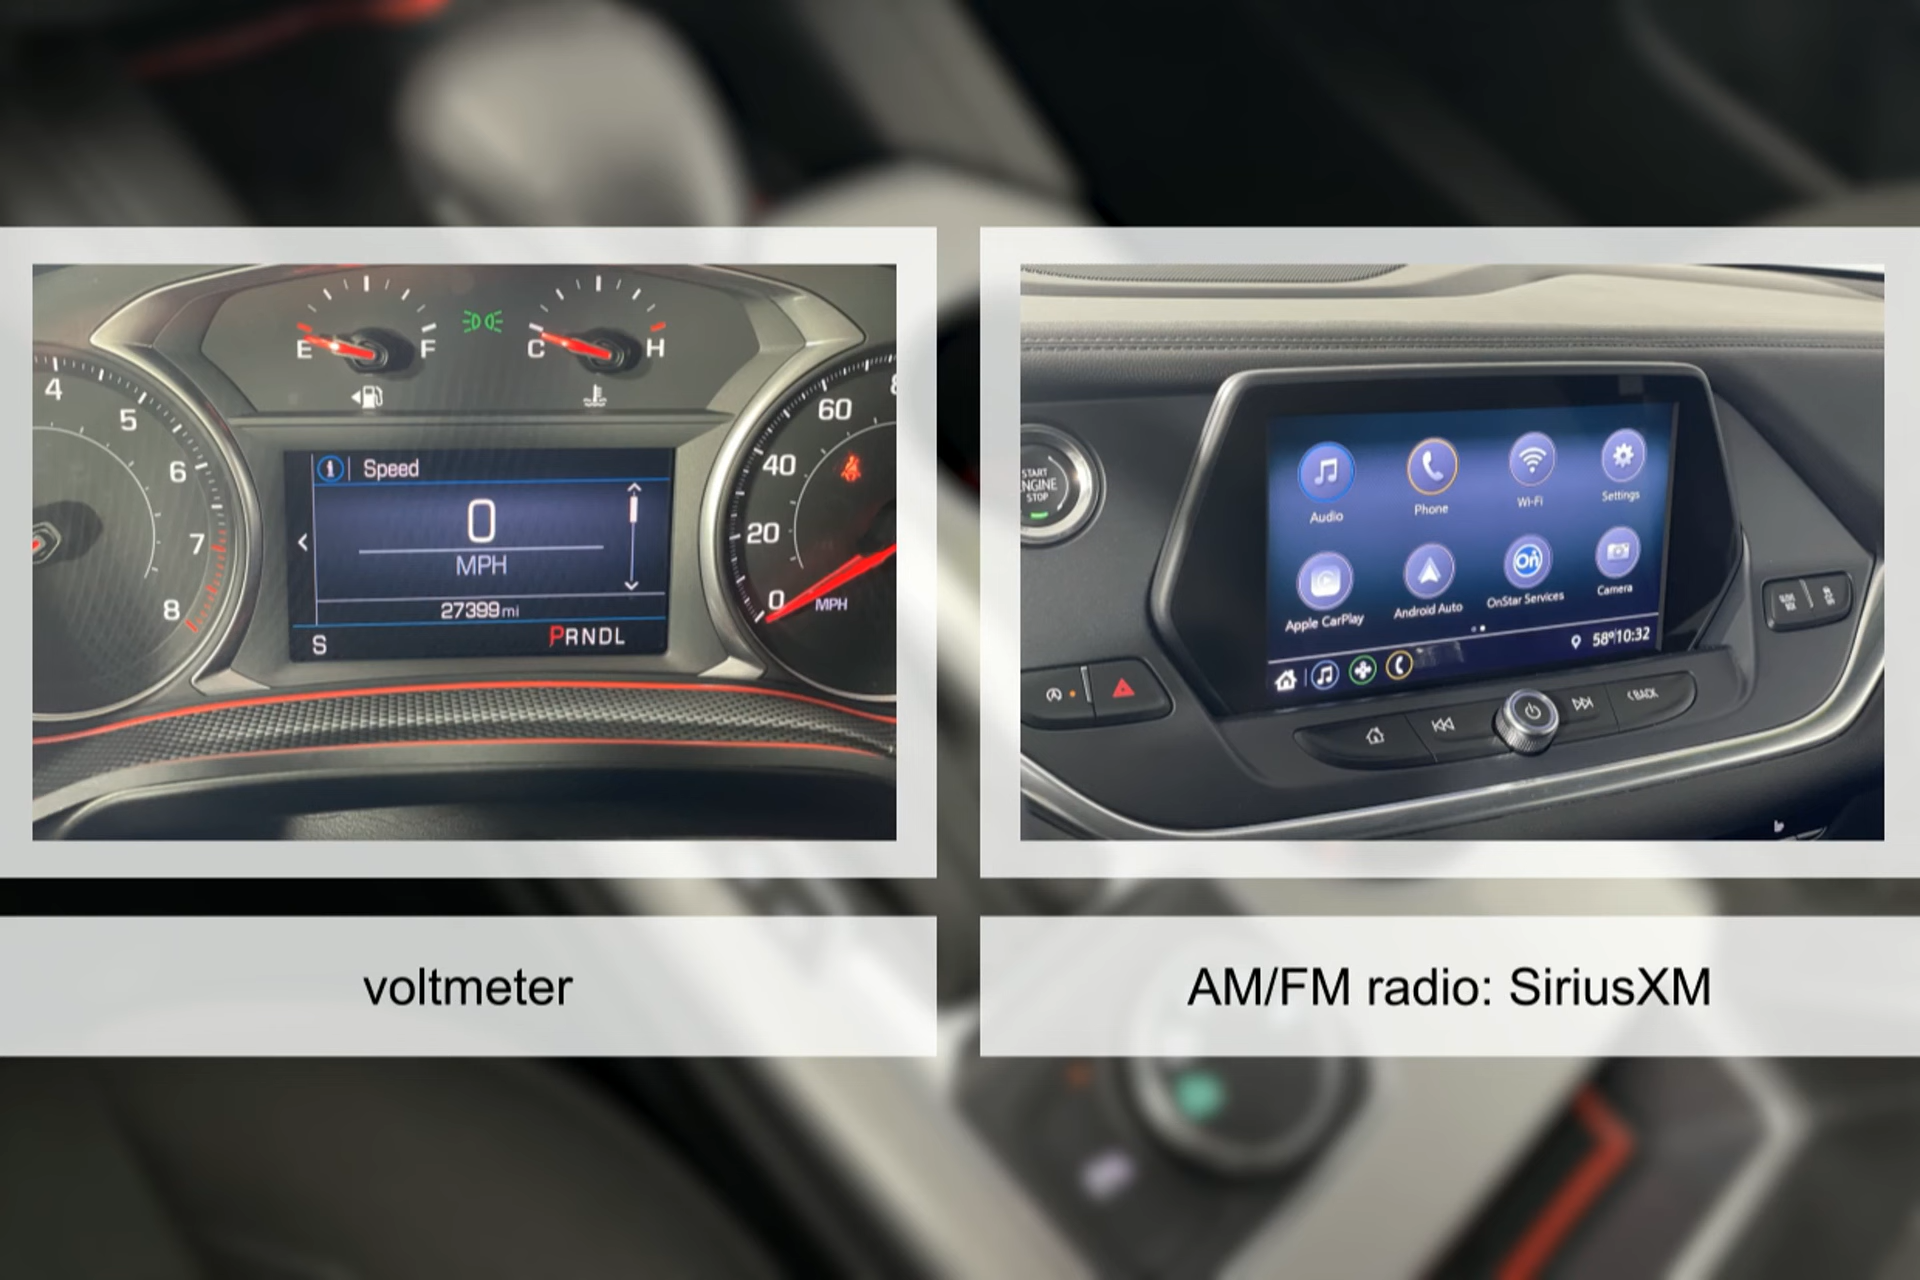 E
F
C
H
4
5
6
7
8
60
40
20
0
MPH
Speed
0
MPH
27399 mi
S
PRNDL
START
ENGINE
STOP
Audio
Phone
Wi-Fi
Settings
Apple CarPlay
Android Auto
On
OnStar Services
Camera
58° 10:32
BACK
voltmeter
AM/FM radio: SiriusXM